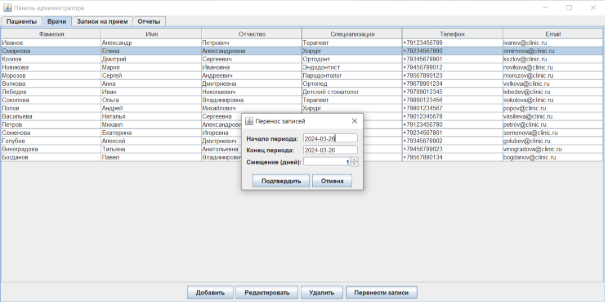 Панель администратора
Пациенты Врачи Записи на прием Отчеты
Фамилия Имя Отчество Специализация Телефон Email
Иванов Александр Петрович Терапевт +79123456789 ivanov@clinic.ru
Смирнова Елена Александровна Хирург +79234567890 smirnova@clinic.ru
Козлов Дмитрий Сергеевич Ортодонт +79345678901 kozlov@clinic.ru
Новикова Мария Ивановна Эндодонтист +79456789012 novikova@clinic.ru
Морозов Сергей Андреевич Пародонтолог +79567890123 morozov@clinic.ru
Волкова Анна Дмитриевна Ортопед +79678901234 volkova@clinic.ru
Лебедев Иван Николаевич Детский стоматолог +79789012345 lebedev@clinic.ru
Соколова Ольга Владимировна Терапевт +79890123456 sokolova@clinic.ru
Попов Андрей Михайлович Хирург +79901234567 popov@clinic.ru
Васильева Наталья Сергеевна +79012345678 vasileva@clinic.ru
Петров Михаил Александрович +79123456780 petrov@clinic.ru
Семенова Екатерина Игоревна +79234567801 semenova@clinic.ru
Голубев Алексей Дмитриевич +79345678902 golubev@clinic.ru
Виноградова Татьяна Анатольевна +79456789023 vinogradova@clinic.ru
Богданов Павел Владимирович +79567890134 bogdanov@clinic.ru
Перенос записей
Начало периода: 2024-03-26
Конец периода: 2024-03-26
Смещение (дней): 1
Подтвердить Отмена
Добавить Редактировать Удалить Перенести записи